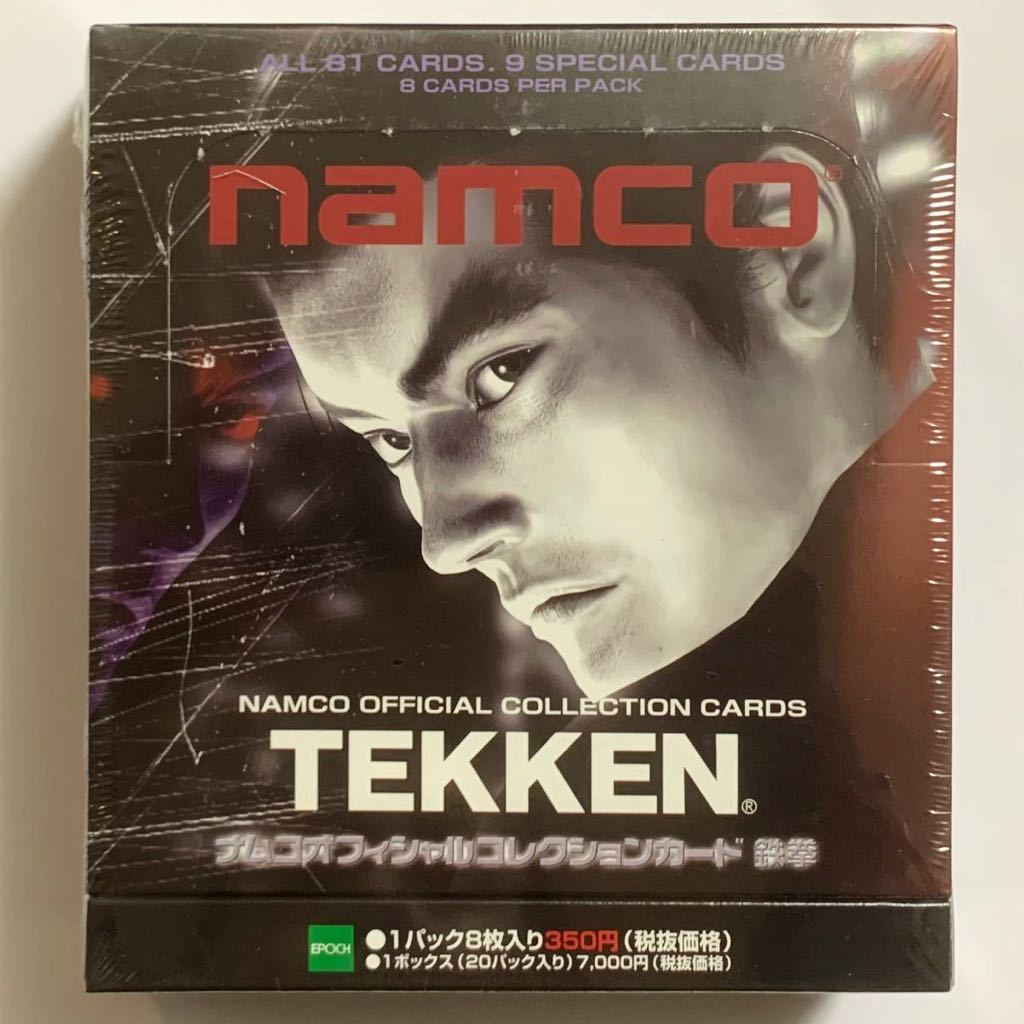 ALL 81 CARDS. 9 SPECIAL CARDS
8 CARDS PER PACK
namco®
NAMCO OFFICIAL COLLECTION CARDS
TEKKEN®
ナムコオフィシャルコレクションカード 鉄拳
EPOCH
●1パック8枚入り350円(税抜価格)
●1ボックス(20パック入り)7,000円(税抜価格)